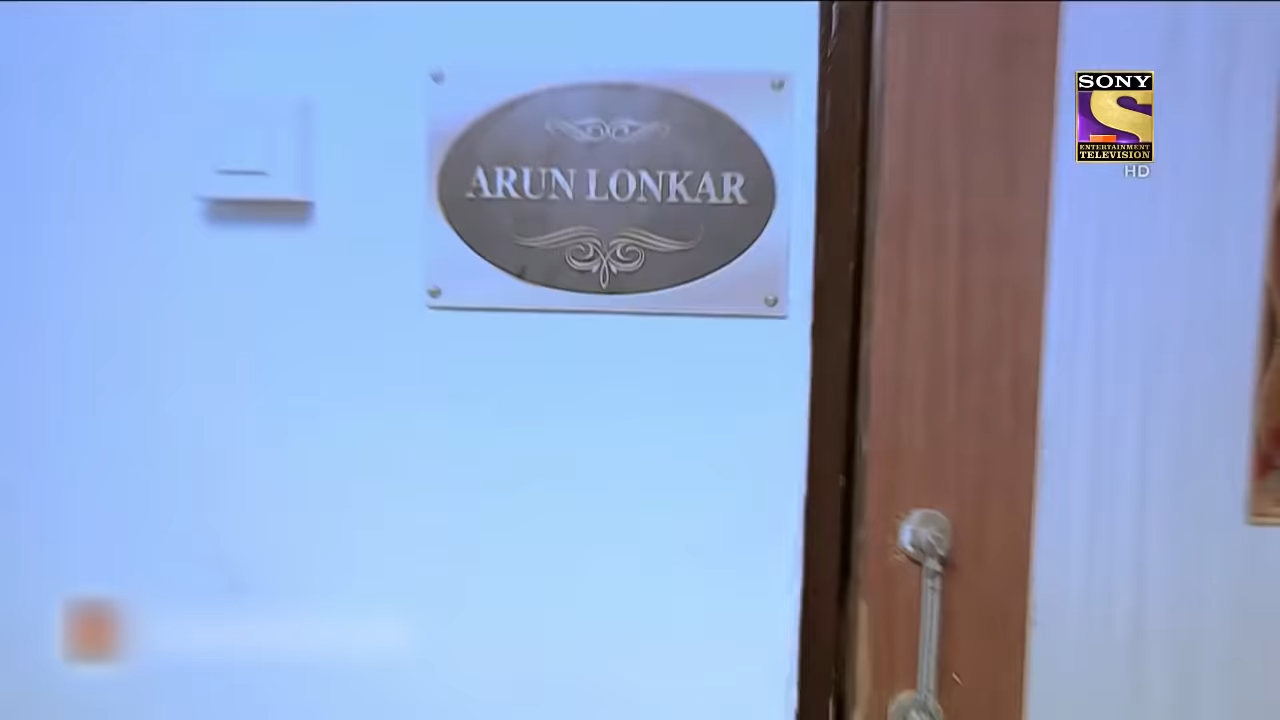 ARUN LONKAR
SONY
S
ENTERTAINMENT
TELEVISION
HD